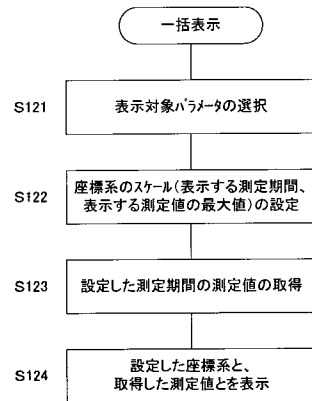 一括表示
S121
表示対象パラメータの選択
S122
座標系のスケール(表示する測定期間、
表示する測定値の最大値)の設定
S123
設定した測定期間の測定値の取得
S124
設定した座標系と、
取得した測定値とを表示